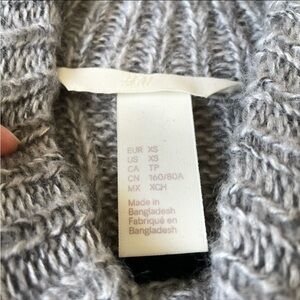 H&M
EUR XS
US XS
CA TP
CN 160/80A
MX XCH
Made in
Bangladesh
Fabriqué en
Bangladesh